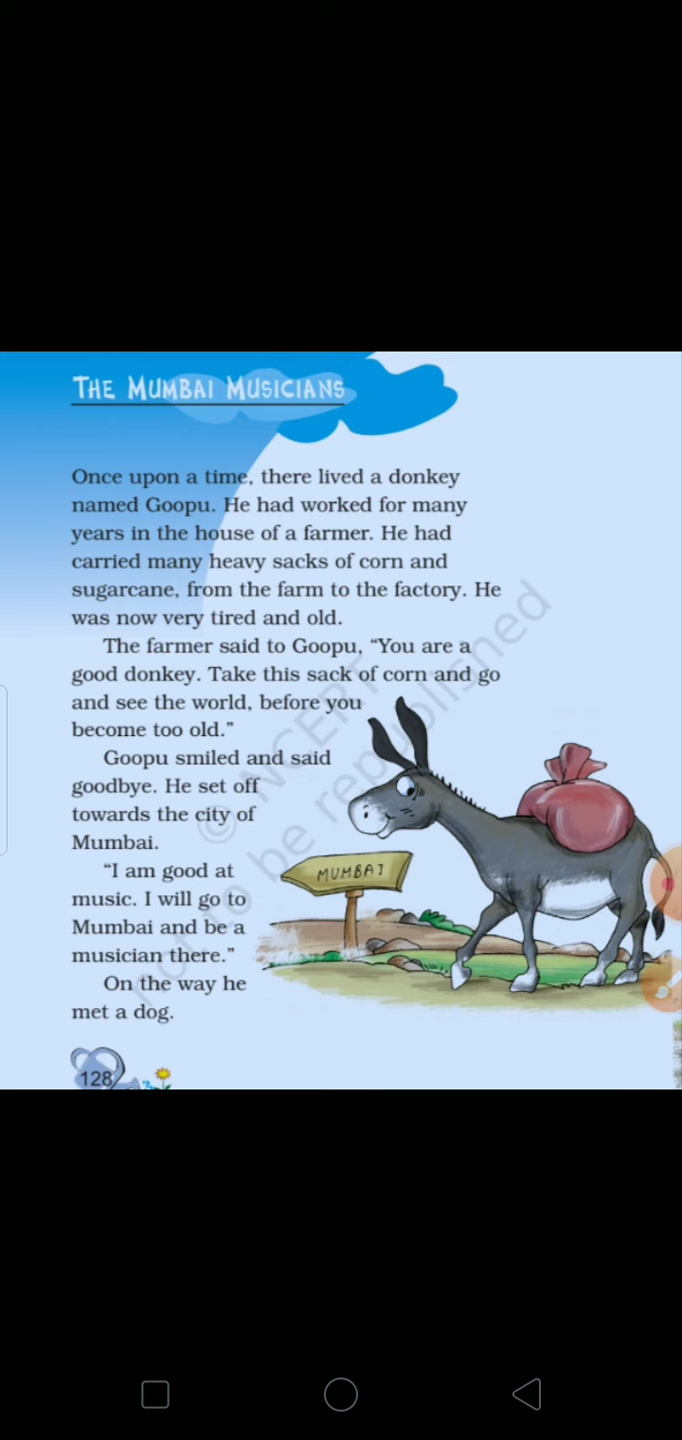 THE MUMBAI MUSICIANS
Once upon a time, there lived a donkey
named Goopu. He had worked for many
years in the house of a farmer. He had
carried many heavy sacks of corn and
sugarcane, from the farm to the factory. He
was now very tired and old.
The farmer said to Goopu, “You are a
good donkey. Take this sack of corn and go
and see the world, before you
become too old.”
Goopu smiled and said
goodbye. He set off
towards the city of
Mumbai.
“I am good at
music. I will go to
Mumbai and be a
musician there.”
On the way he
met a dog.
MUMBAI
© NCERT
not to be republished
128